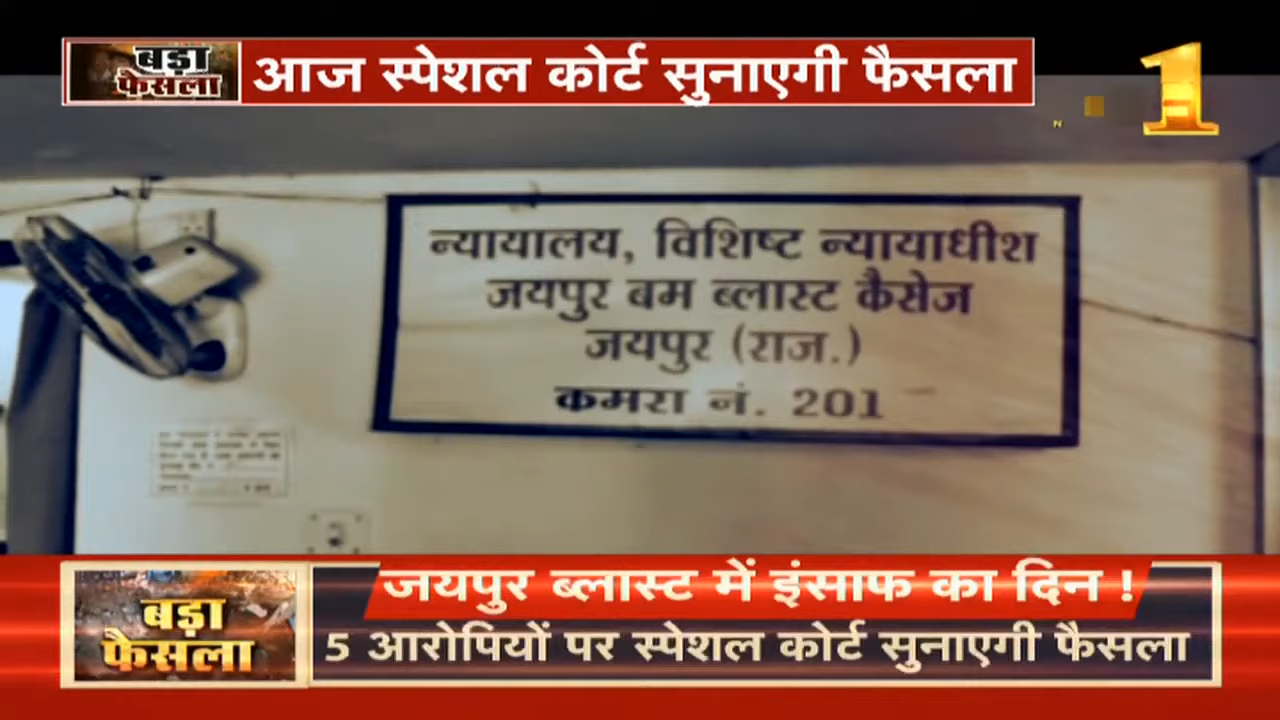 बड़ा
फैसला
आज स्पेशल कोर्ट सुनाएगी फैसला
1
न्यायालय, विशिष्ट न्यायाधीश
जयपुर बम ब्लास्ट कैसेज
जयपुर (राज.)
कमरा नं. 201
बड़ा
फैसला
जयपुर ब्लास्ट में इंसाफ का दिन !
5 आरोपियों पर स्पेशल कोर्ट सुनाएगी फैसला